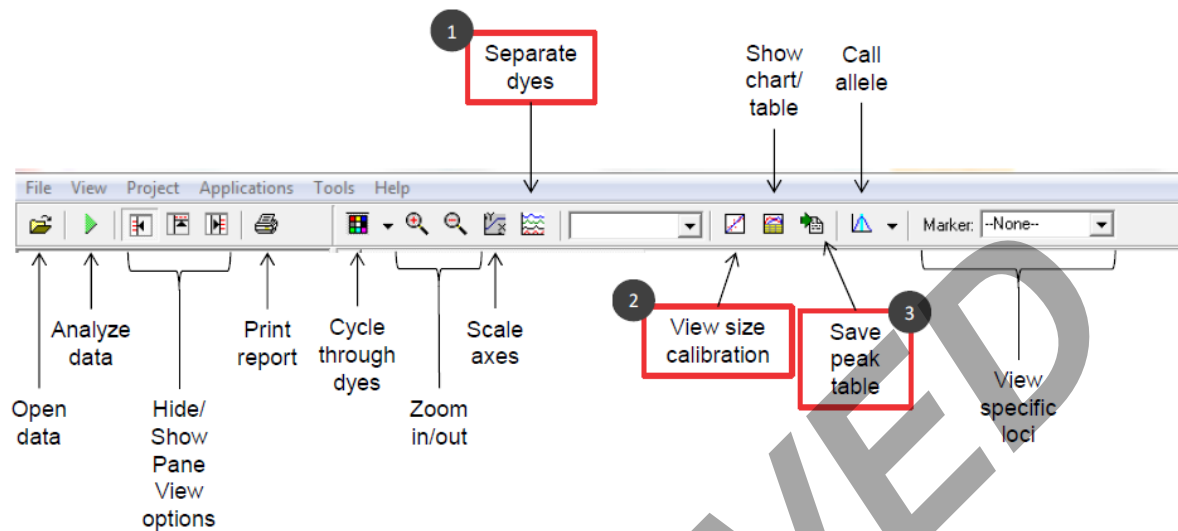 1
Separate
dyes
Show
chart/
table
Call
allele
File View Project Applications Tools Help
Marker: --None--
Open
data
Analyze
data
Hide/
Show
Pane
View
options
Print
report
Cycle
through
dyes
Zoom
in/out
Scale
axes
2
View size
calibration
3
Save
peak
table
View
specific
loci
VED